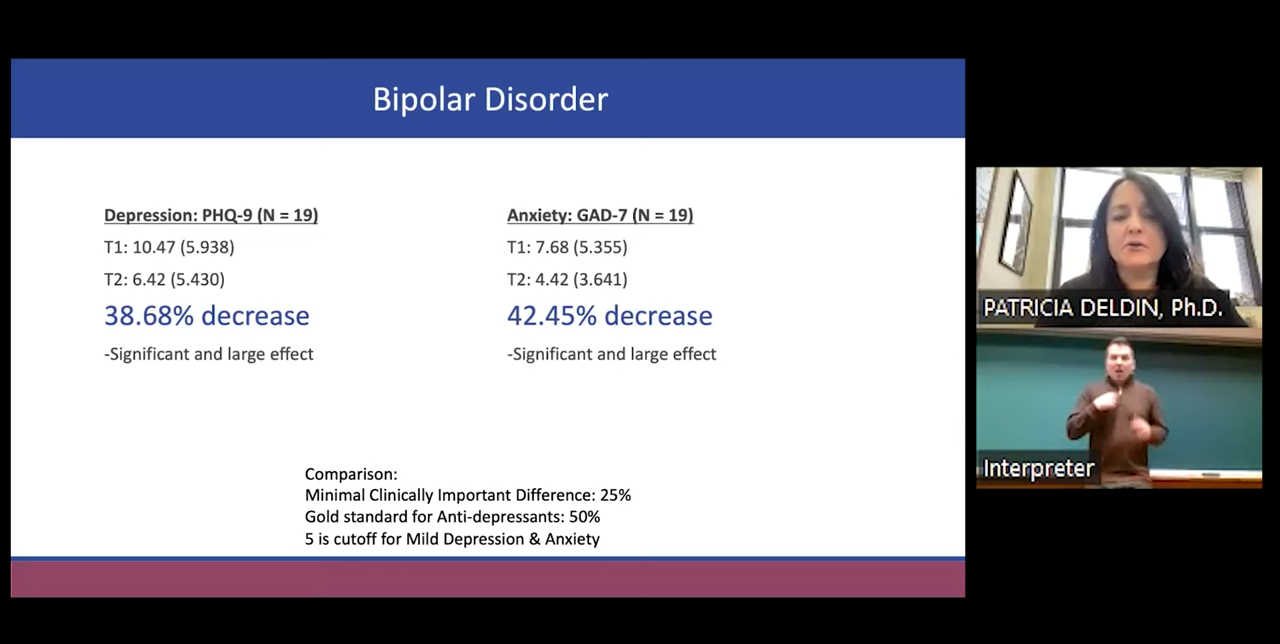 Bipolar Disorder
Depression: PHQ-9 (N = 19)
T1: 10.47 (5.938)
T2: 6.42 (5.430)
38.68% decrease
-Significant and large effect
Anxiety: GAD-7 (N = 19)
T1: 7.68 (5.355)
T2: 4.42 (3.641)
42.45% decrease
-Significant and large effect
Comparison:
Minimal Clinically Important Difference: 25%
Gold standard for Anti-depressants: 50%
5 is cutoff for Mild Depression & Anxiety
PATRICIA DELDIN, Ph.D.
Interpreter